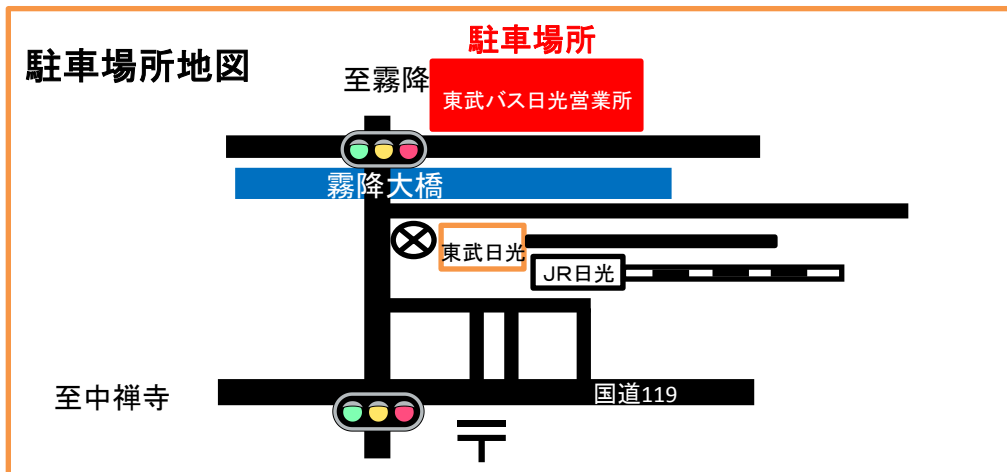 駐車場所
駐車場所地図
至霧降
東武バス日光営業所
霧降大橋
東武日光
JR日光
至中禅寺
国道119